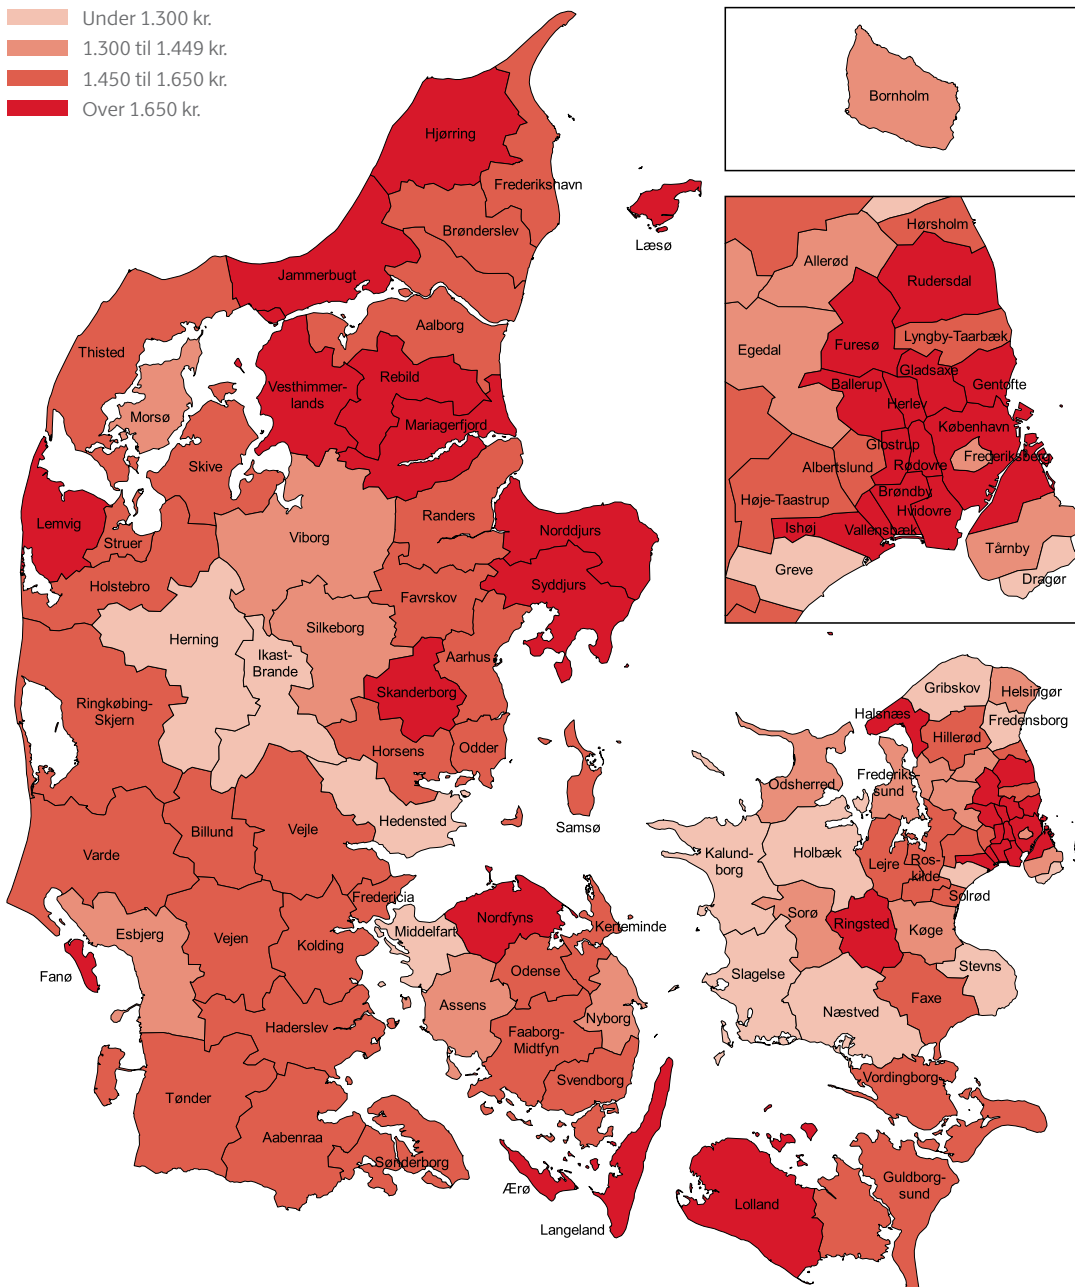 Under 1.300 kr.
1.300 til 1.449 kr.
1.450 til 1.650 kr.
Over 1.650 kr.
Bornholm
Hjørring
Frederikshavn
Brønderslev
Læsø
Jammerbugt
Aalborg
Thisted
Vesthimmer-
lands
Rebild
Morsø
Mariagerfjord
Skive
Lemvig
Struer
Viborg
Randers
Norddjurs
Holstebro
Syddjurs
Favrskov
Herning
Silkeborg
Ikast-
Brande
Aarhus
Skanderborg
Ringkøbing-
Skjern
Horsens
Odder
Hedensted
Samsø
Billund
Vejle
Varde
Fredericia
Esbjerg
Vejen
Kolding
Fanø
Middelfart
Nordfyns
Kerteminde
Odense
Assens
Nyborg
Haderslev
Faaborg-
Midtfyn
Svendborg
Tønder
Aabenraa
Sønderborg
Ærø
Langeland
Hørsholm
Allerød
Rudersdal
Egedal
Furesø
Lyngby-Taarbæk
Gladsaxe
Ballerup
Gentofte
Herlev
København
Glostrup
Frederiksberg
Albertslund
Rødovre
Høje-Taastrup
Brøndby
Hvidovre
Ishøj
Vallensbæk
Tårnby
Greve
Dragør
Gribskov
Helsingør
Halsnæs
Fredensborg
Hillerød
Odsherred
Frederiks-
sund
Kalund-
borg
Holbæk
Lejre
Ros-
kilde
Solrød
Sorø
Ringsted
Køge
Slagelse
Stevns
Næstved
Faxe
Vordingborg
Guldborg-
sund
Lolland